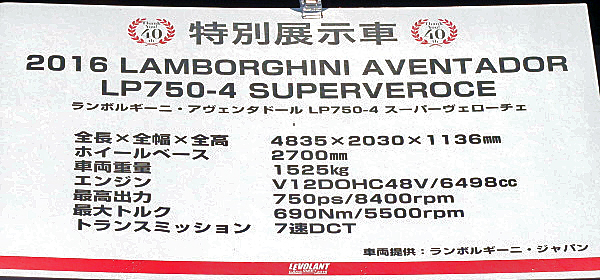 特別展示車
2016 LAMBORGHINI AVENTADOR
LP750-4 SUPERVEROCE
ランボルギーニ・アヴェンタドール LP750-4 スーパーヴェローチェ
全長×全幅×全高 4835×2030×1136㎜
ホイールベース 2700㎜
車両重量 1525㎏
エンジン V12DOHC48V/6498㏄
最高出力 750ps/8400rpm
最大トルク 690Nm/5500rpm
トランスミッション 7速DCT
車両提供：ランボルギーニ・ジャパン
LEVOLANT